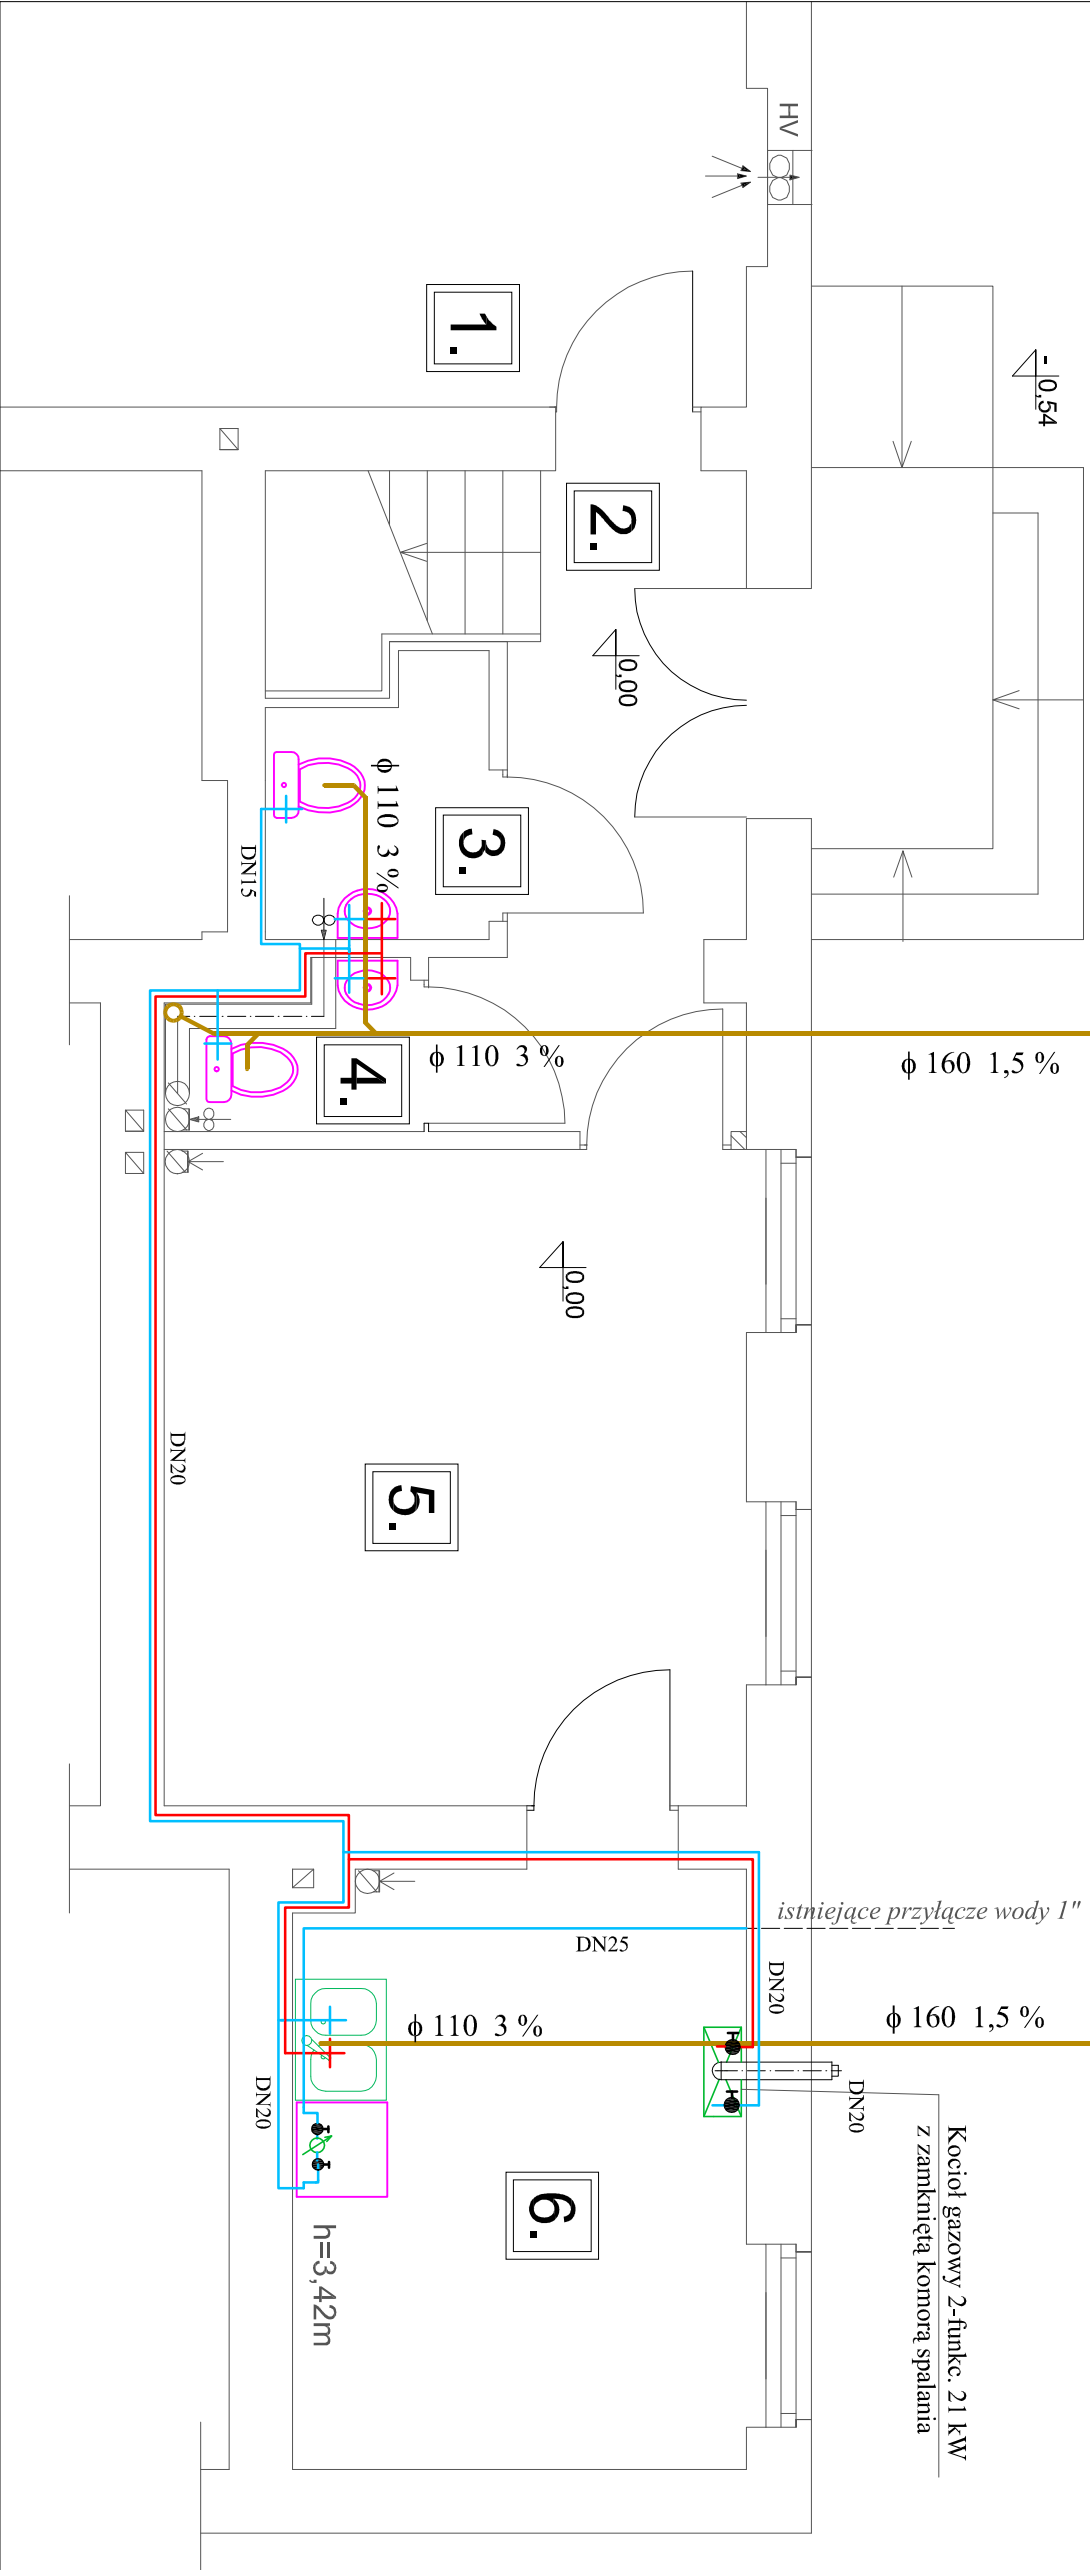 HV
-0,54
1.
2.
0,00
ϕ 110 3 %
3.
DN15
4.
ϕ 110 3 %
ϕ 160 1,5 %
0,00
DN20
5.
istniejące przyłącze wody 1"
DN25
DN20
ϕ 110 3 %
ϕ 160 1,5 %
DN20
DN20
6.
Kocioł gazowy 2-funkc. 21 kW
z zamkniętą komorą spalania
h=3,42m